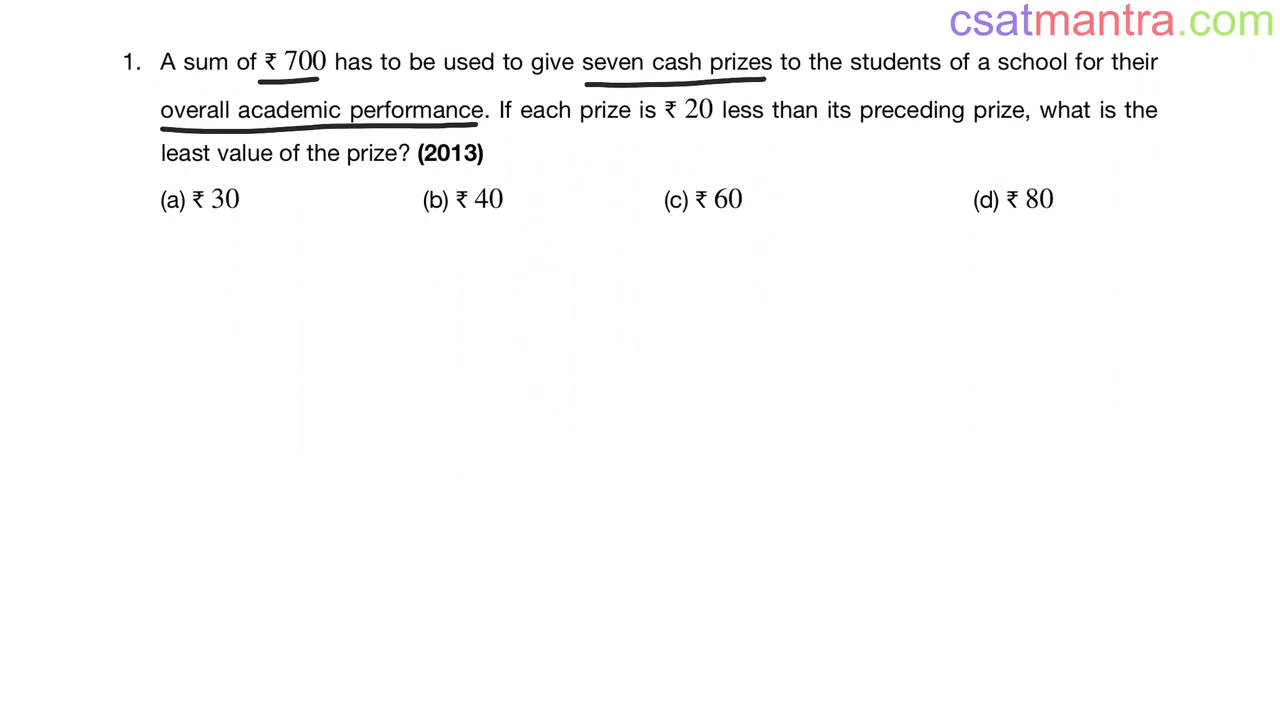 csatmantra.com
1. A sum of ₹ 700 has to be used to give seven cash prizes to the students of a school for their
overall academic performance. If each prize is ₹ 20 less than its preceding prize, what is the
least value of the prize? (2013)
(a) ₹ 30 (b) ₹ 40 (c) ₹ 60 (d) ₹ 80